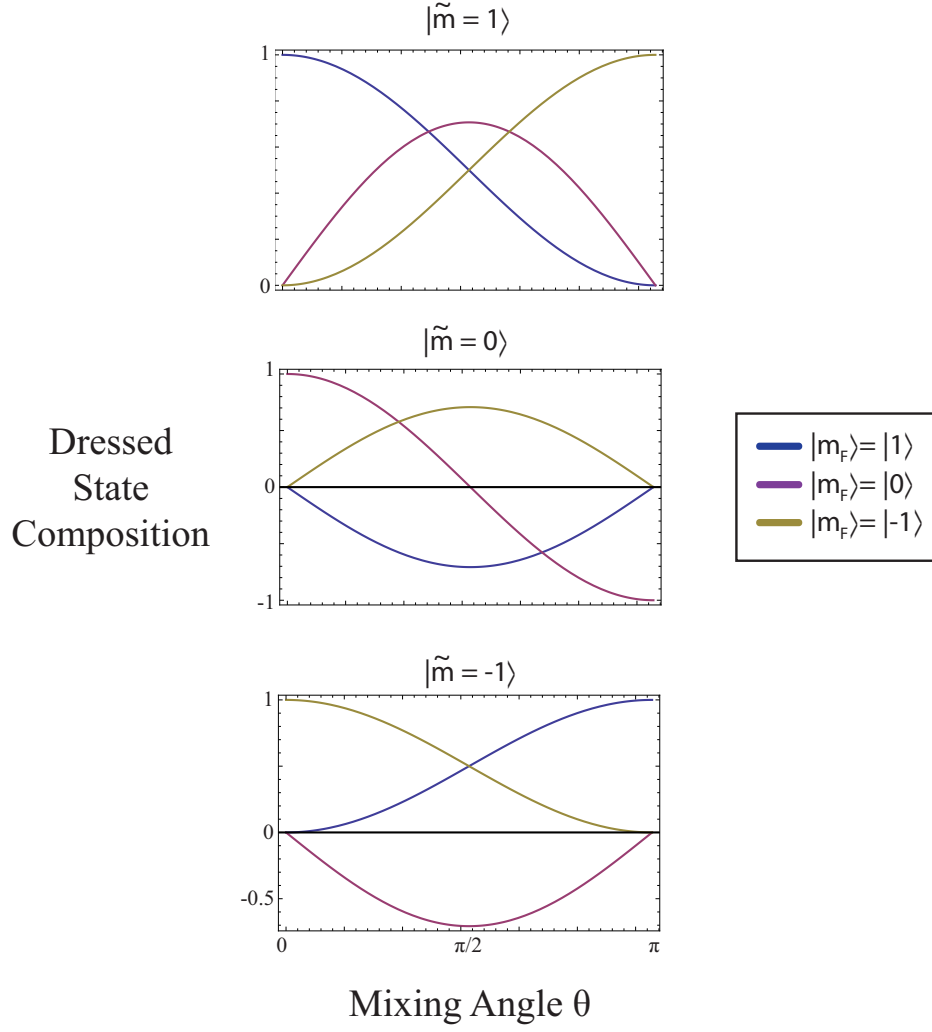 |m̃ = 1⟩
1
0
|m̃ = 0⟩
1
0
-1
Dressed
State
Composition
|m_F⟩= |1⟩
|m_F⟩= |0⟩
|m_F⟩= |-1⟩
|m̃ = -1⟩
1
0
-0.5
0 π/2 π
Mixing Angle θ